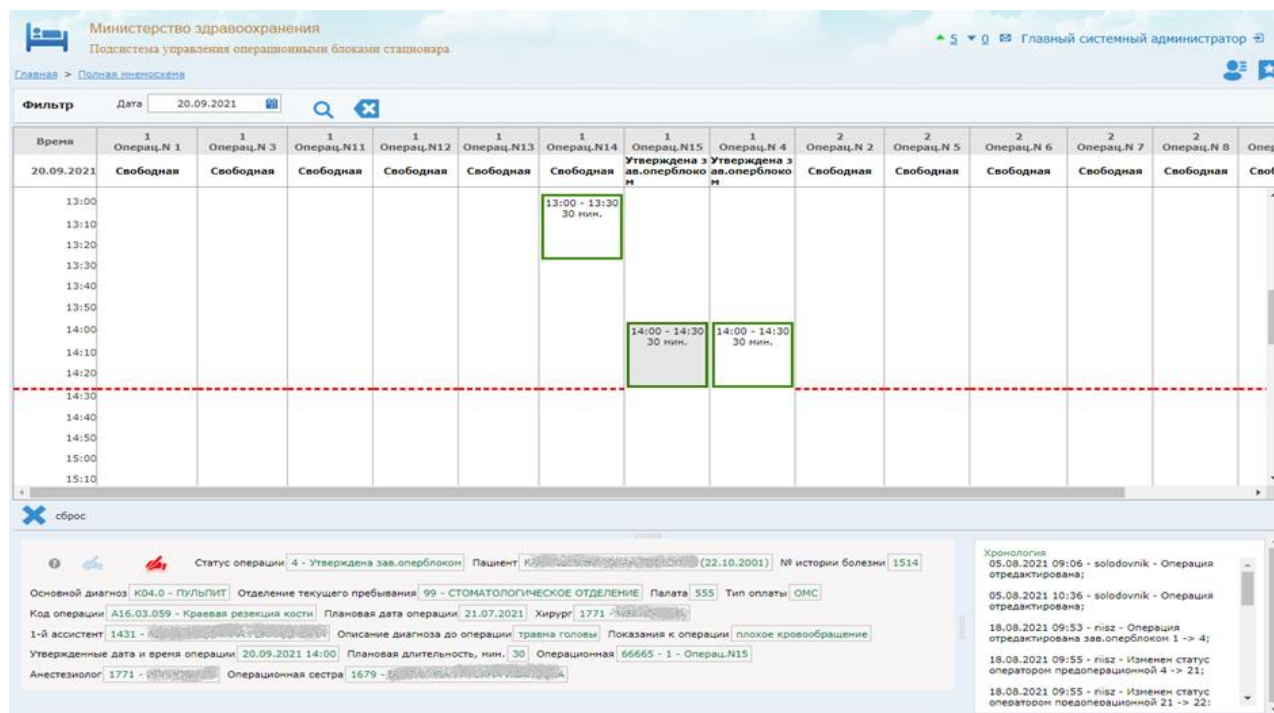 Министерство здравоохранения
Подсистема управления операционными блоками стационара
5 0 Главный системный администратор
Главная > Полная мнемосхема
Фильтр Дата 20.09.2021
Время 1 Операц.N 1 1 Операц.N 3 1 Операц.N11 1 Операц.N12 1 Операц.N13 1 Операц.N14 1 Операц.N15 1 Операц.N 4 2 Операц.N 2 2 Операц.N 5 2 Операц.N 6 2 Операц.N 7 2 Операц.N 8
20.09.2021 Свободная Свободная Свободная Свободная Свободная Свободная Утверждена зав.оперблоком Утверждена зав.оперблоком Свободная Свободная Свободная Свободная Свободная
13:00 13:00 - 13:30
30 мин.
13:10
13:20
13:30
13:40
13:50
14:00 14:00 - 14:30 14:00 - 14:30
30 мин. 30 мин.
14:10
14:20
14:30
14:40
14:50
15:00
15:10
сброс
Статус операции 4 - Утверждена зав.оперблоком Пациент (22.10.2001) № истории болезни 1514
Основной диагноз K04.0 - ПУЛЬПИТ Отделение текущего пребывания 99 - СТОМАТОЛОГИЧЕСКОЕ ОТДЕЛЕНИЕ Палата 555 Тип оплаты ОМС
Код операции A16.03.059 - Краевая резекция кости Плановая дата операции 21.07.2021 Хирург 1771 -
1-й ассистент 1431 - Описание диагноза до операции травма головы Показания к операции плохое кровообращение
Утвержденные дата и время операции 20.09.2021 14:00 Плановая длительность, мин. 30 Операционная 66665 - 1 - Операц.N15
Анестезиолог 1771 - Операционная сестра 1679 -
Хронология
05.08.2021 09:06 - solodovnik - Операция
отредактирована;
05.08.2021 10:36 - solodovnik - Операция
отредактирована;
18.08.2021 09:53 - riisz - Операция
отредактирована зав.оперблоком 1 -> 4;
18.08.2021 09:55 - riisz - Изменен статус
оператором предоперационной 4 -> 21;
18.08.2021 09:55 - riisz - Изменен статус
оператором предоперационной 21 -> 22;